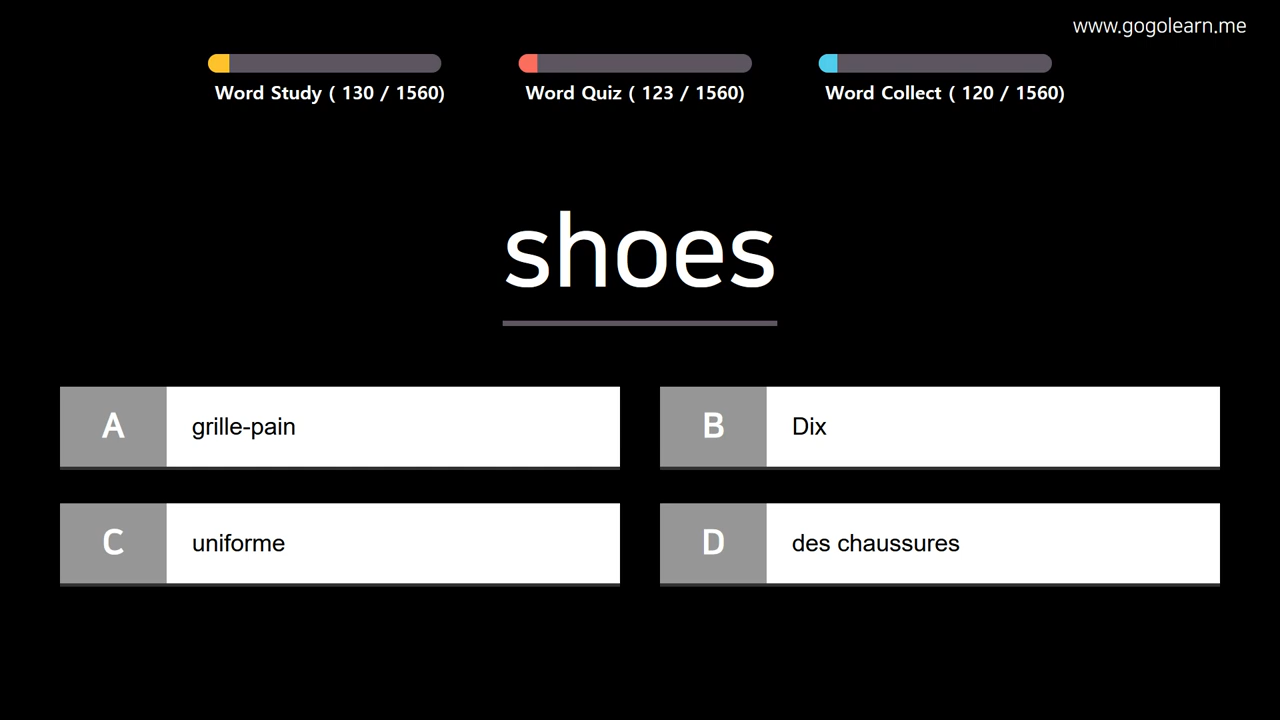 www.gogolearn.me
Word Study ( 130 / 1560)
Word Quiz ( 123 / 1560)
Word Collect ( 120 / 1560)
shoes
A grille-pain
B Dix
C uniforme
D des chaussures